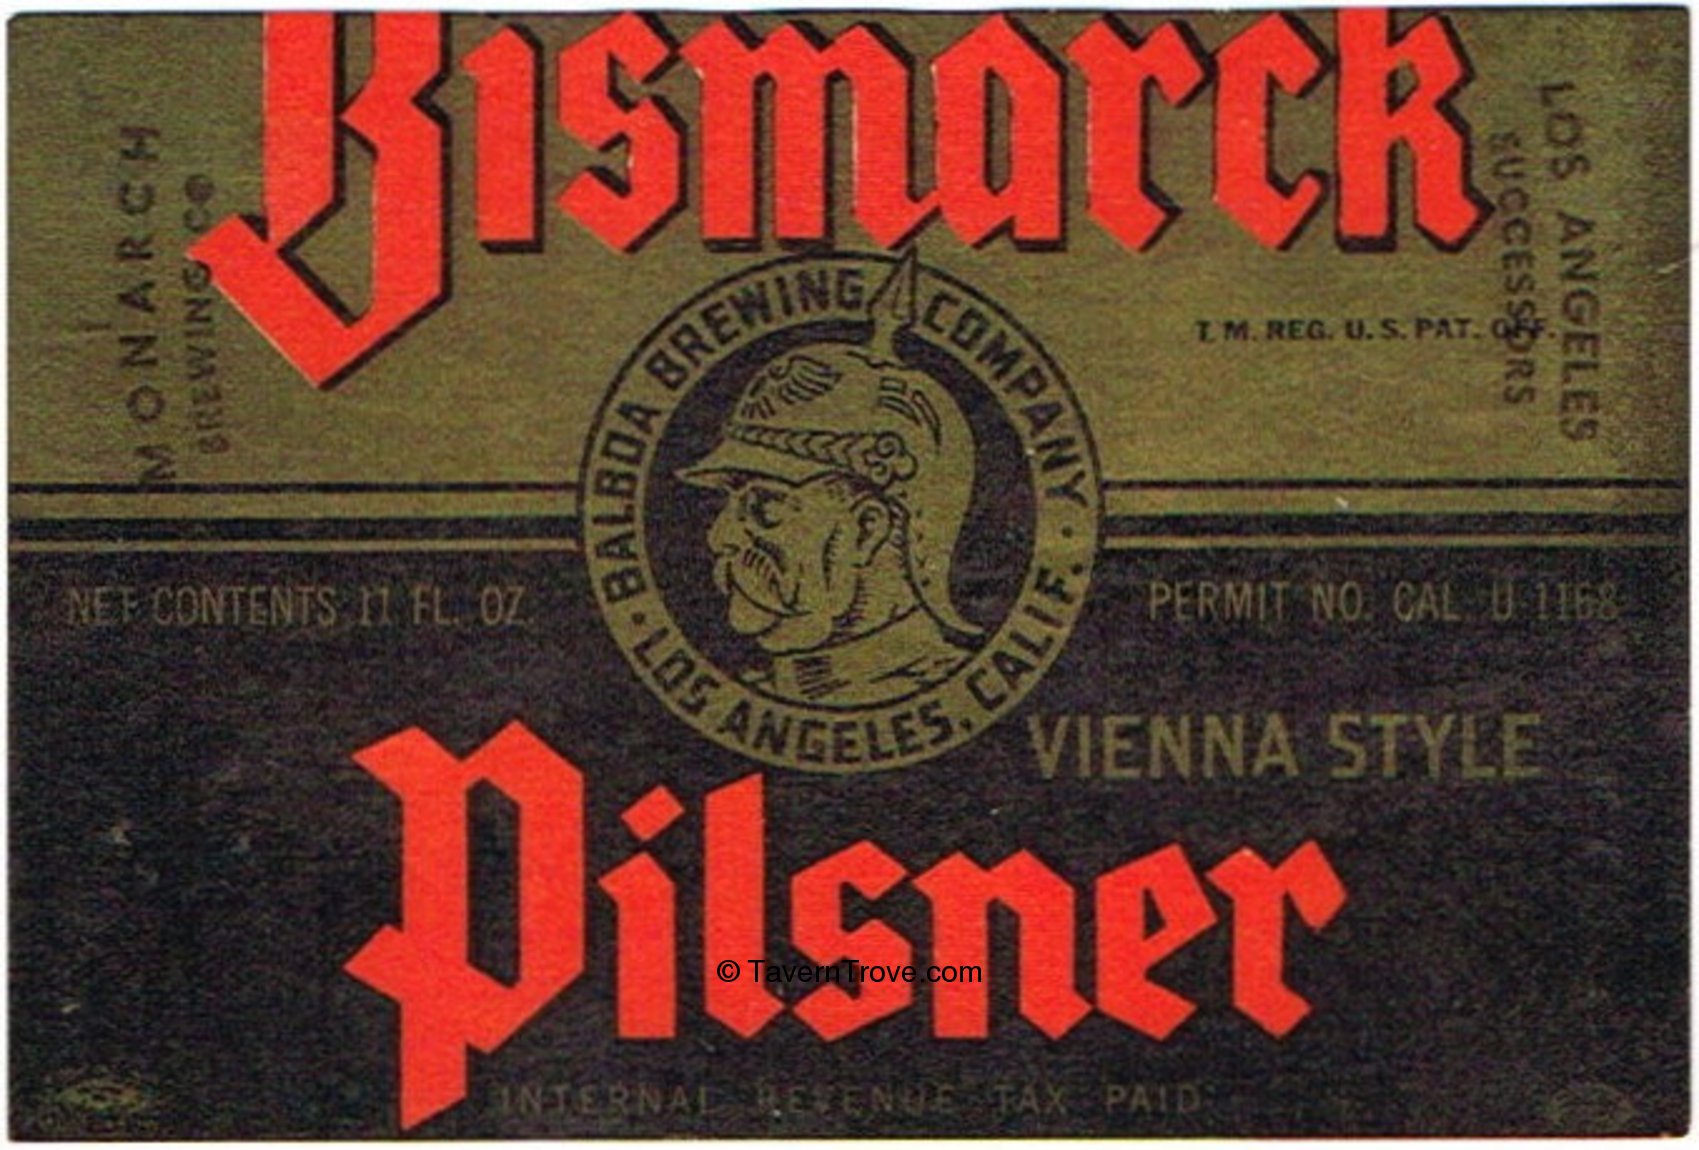 Bismarck
MONARCH
BREWING CO
LOS ANGELES
SUCCESSORS
T. M. REG. U. S. PAT. OFF.
BALBOA BREWING COMPANY
· LOS ANGELES, CALIF. ·
NET CONTENTS 11 FL. OZ.
PERMIT NO. CAL. U-1168
VIENNA STYLE
Pilsner
© TavernTrove.com
INTERNAL REVENUE TAX PAID